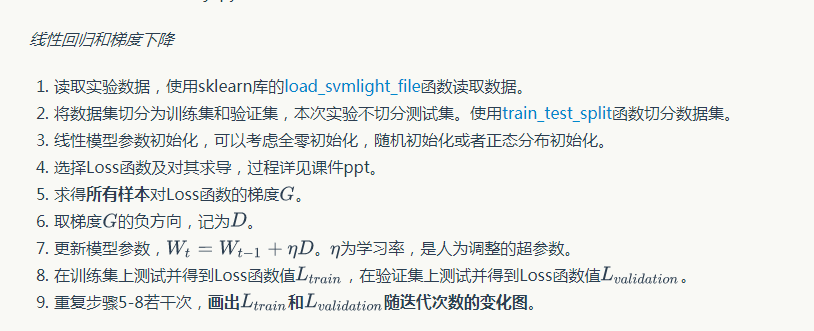 线性回归和梯度下降
1. 读取实验数据，使用sklearn库的load_svmlight_file函数读取数据。
2. 将数据集切分为训练集和验证集，本次实验不切分测试集。使用train_test_split函数切分数据集。
3. 线性模型参数初始化，可以考虑全零初始化，随机初始化或者正态分布初始化。
4. 选择Loss函数及对其求导，过程详见课件ppt。
5. 求得所有样本对Loss函数的梯度G。
6. 取梯度G的负方向，记为D。
7. 更新模型参数，W_t = W_{t-1} + ηD。η为学习率，是人为调整的超参数。
8. 在训练集上测试并得到Loss函数值L_{train}，在验证集上测试并得到Loss函数值L_{validation}。
9. 重复步骤5-8若干次，画出L_{train}和L_{validation}随迭代次数的变化图。